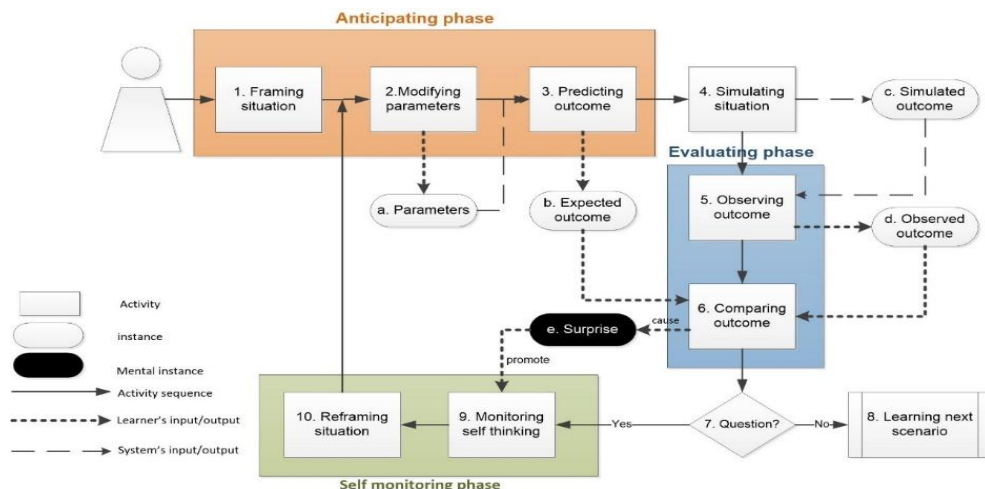 Anticipating phase
1. Framing
situation
2.Modifying
parameters
3. Predicting
outcome
4. Simulating
situation
c. Simulated
outcome
Evaluating phase
a. Parameters
b. Expected
outcome
5. Observing
outcome
d. Observed
outcome
6. Comparing
outcome
cause
e. Surprise
promote
Activity
instance
Mental instance
Activity sequence
Learner's input/output
System's input/output
10. Reframing
situation
9. Monitoring
self thinking
Yes
7. Question?
No
8. Learning next
scenario
Self monitoring phase